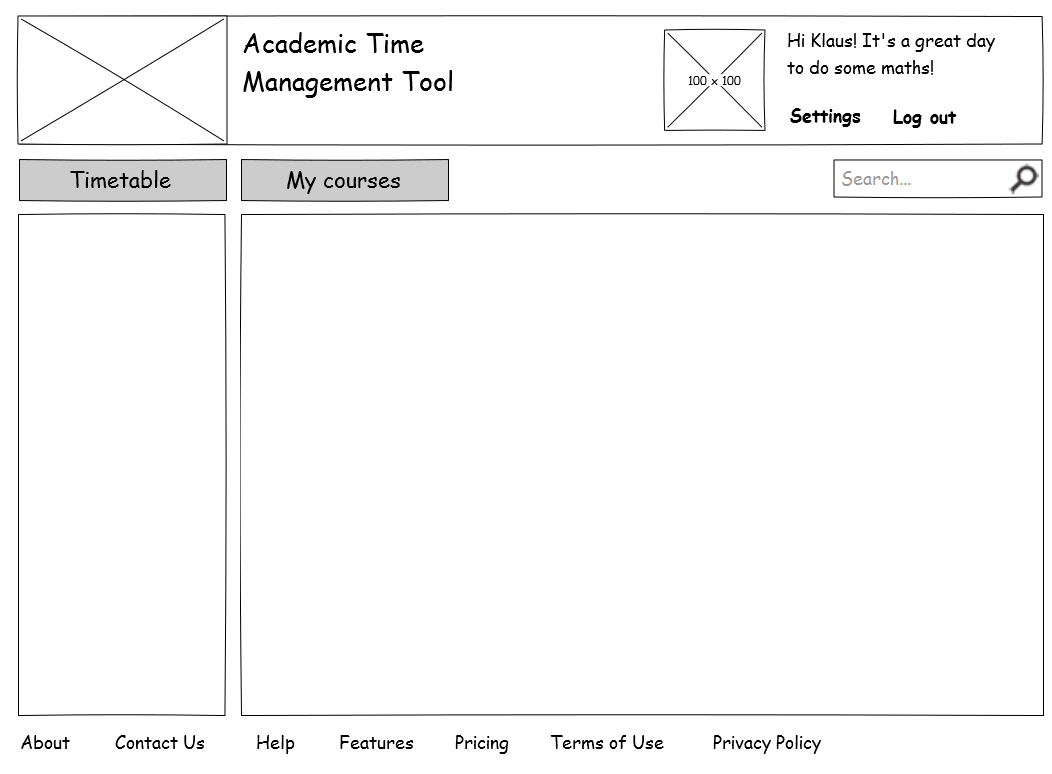 Academic Time
Management Tool
100 x 100
Hi Klaus! It's a great day
to do some maths!
Settings Log out
Timetable My courses Search...
About Contact Us Help Features Pricing Terms of Use Privacy Policy